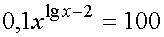 0,1x^{lg x−2} = 100